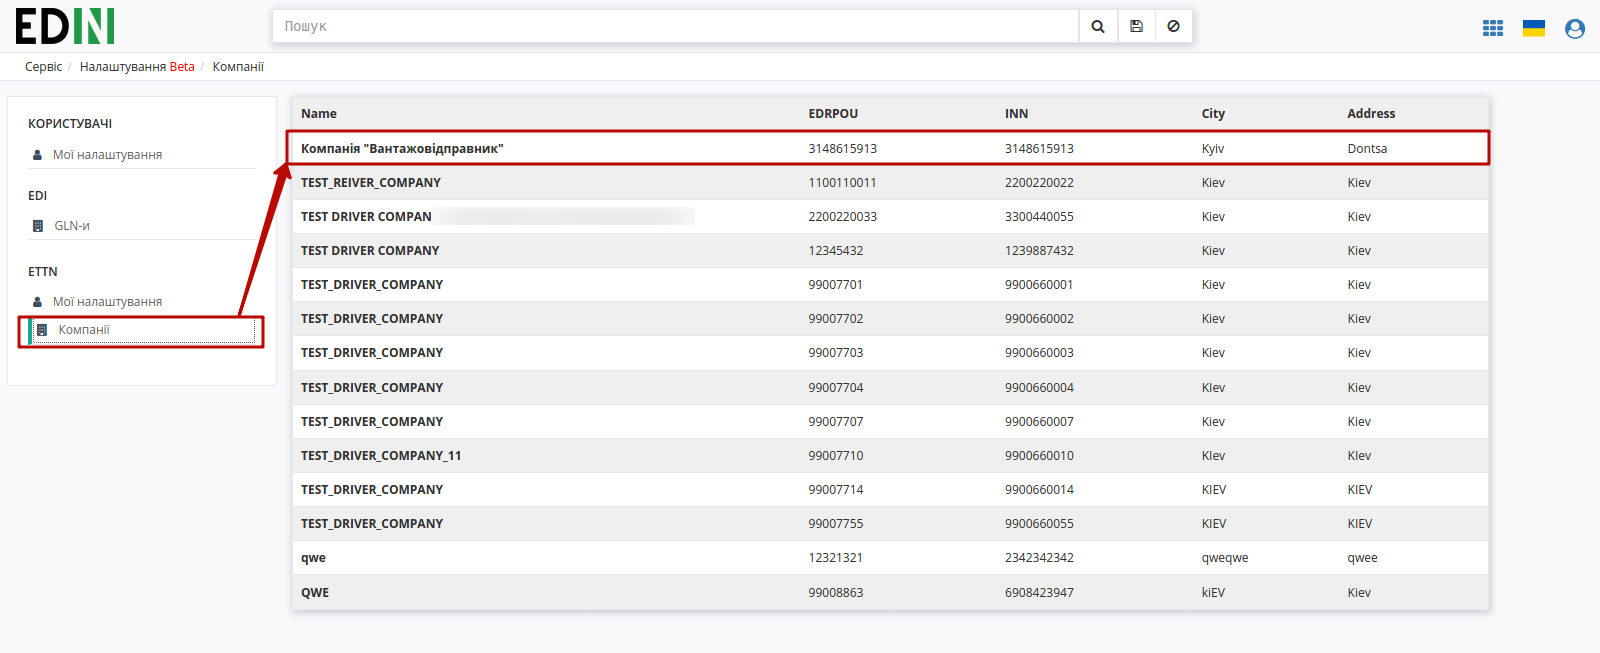 EDIN
Пошук
Сервіс / Налаштування Beta / Компанії
КОРИСТУВАЧІ
Мої налаштування
EDI
GLN-и
ETTN
Мої налаштування
Компанії
Name EDRPOU INN City Address
Компанія "Вантажовідправник" 3148615913 3148615913 Kyiv Dontsa
TEST_REIVER_COMPANY 1100110011 2200220022 Kiev Kiev
TEST DRIVER COMPAN 2200220033 3300440055 Kiev Kiev
TEST DRIVER COMPANY 12345432 1239887432 Kiev Kiev
TEST_DRIVER_COMPANY 99007701 9900660001 Kiev Kiev
TEST_DRIVER_COMPANY 99007702 9900660002 Kiev Kiev
TEST_DRIVER_COMPANY 99007703 9900660003 Kiev Kiev
TEST_DRIVER_COMPANY 99007704 9900660004 KIev Kiev
TEST_DRIVER_COMPANY 99007707 9900660007 Kiev Kiev
TEST_DRIVER_COMPANY_11 99007710 9900660010 KIev KIev
TEST_DRIVER_COMPANY 99007714 9900660014 KIEV KIEV
TEST_DRIVER_COMPANY 99007755 9900660055 KIEV KIEV
qwe 12321321 2342342342 qweqwe qwee
QWE 99008863 6908423947 kiEV Kiev